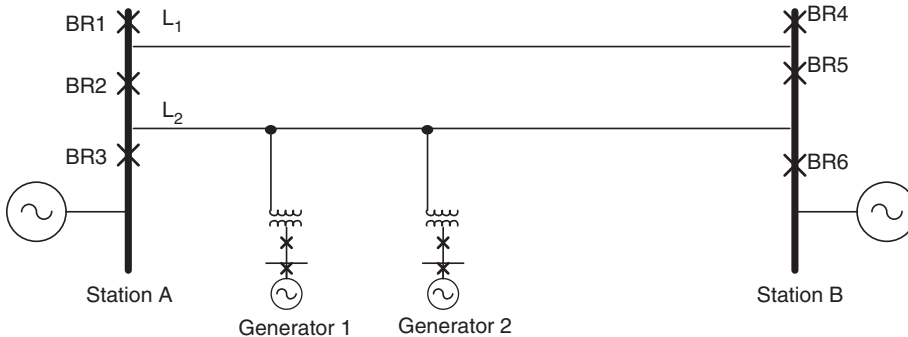 BR1
L1
BR4
BR5
BR2
L2
BR3
BR6
Station A
Generator 1
Generator 2
Station B